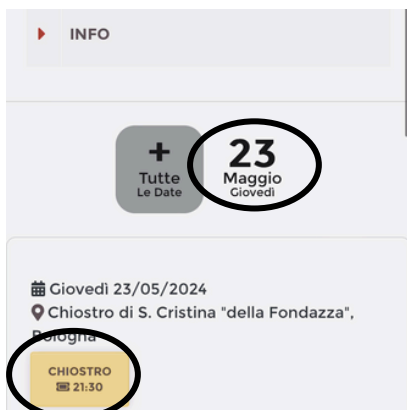 INFO
+
Tutte
Le Date
23
Maggio
Giovedì
Giovedì 23/05/2024
Chiostro di S. Cristina "della Fondazza",
Bologna
CHIOSTRO
21:30